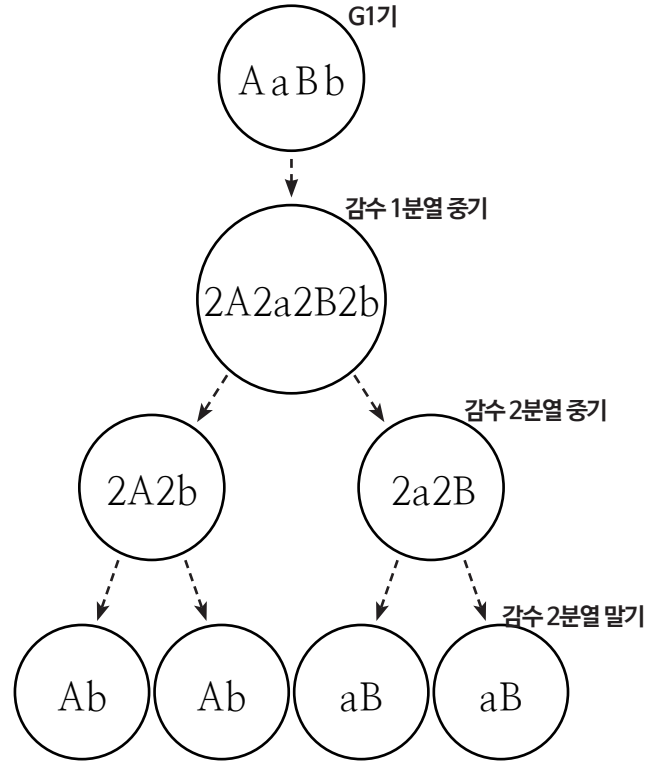 G1기
AaBb
감수 1분열 중기
2A2a2B2b
감수 2분열 중기
2A2b
2a2B
감수 2분열 말기
Ab
Ab
aB
aB